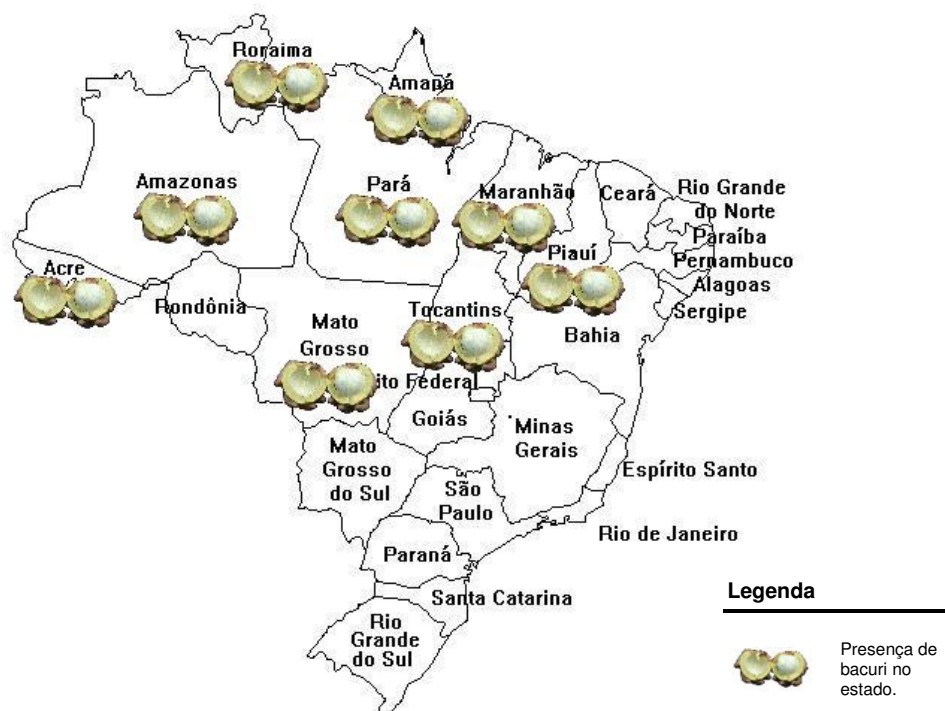 Roraima
Amapá
Amazonas
Pará
Maranhão
Ceará
Rio Grande
do Norte
Paraíba
Piauí
Pernambuco
Acre
Alagoas
Rondônia
Tocantins
Sergipe
Mato
Grosso
Bahia
ito Federal
Goiás
Minas
Gerais
Mato
Grosso
do Sul
Espírito Santo
São
Paulo
Rio de Janeiro
Paraná
Santa Catarina
Rio
Grande
do Sul
Legenda
Presença de
bacuri no
estado.